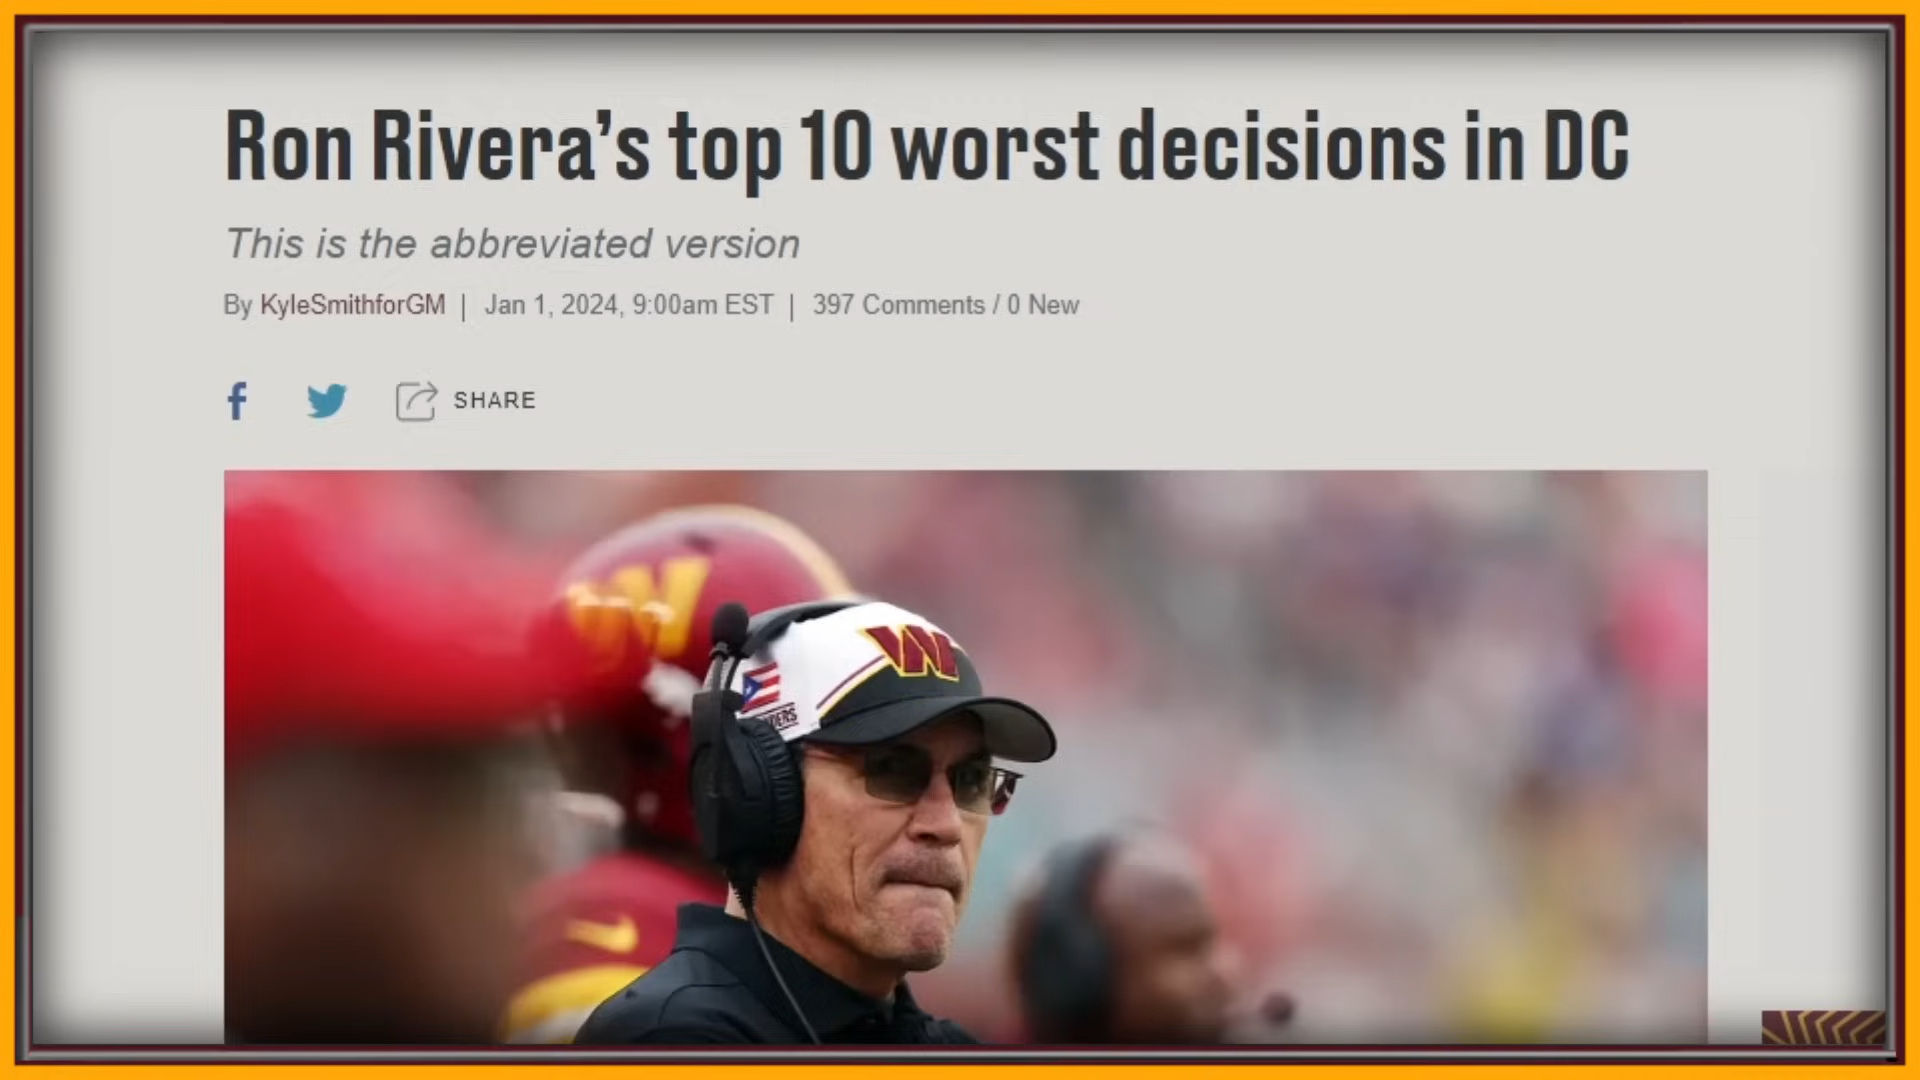 Ron Rivera’s top 10 worst decisions in DC
This is the abbreviated version
By KyleSmithforGM | Jan 1, 2024, 9:00am EST | 397 Comments / 0 New
SHARE